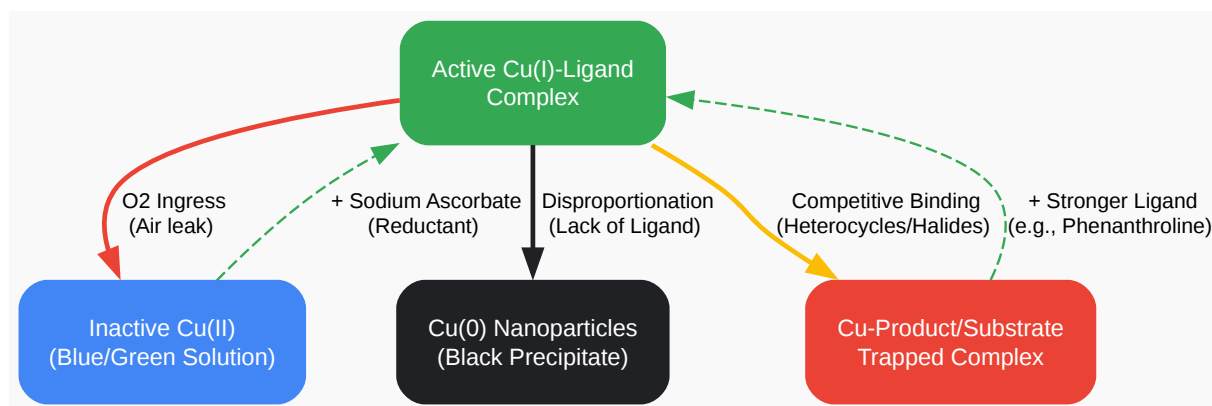 Active Cu(I)-Ligand
Complex
O2 Ingress
(Air leak)
+ Sodium Ascorbate
(Reductant)
Disproportionation
(Lack of Ligand)
Competitive Binding
(Heterocycles/Halides)
+ Stronger Ligand
(e.g., Phenanthroline)
Inactive Cu(II)
(Blue/Green Solution)
Cu(0) Nanoparticles
(Black Precipitate)
Cu-Product/Substrate
Trapped Complex